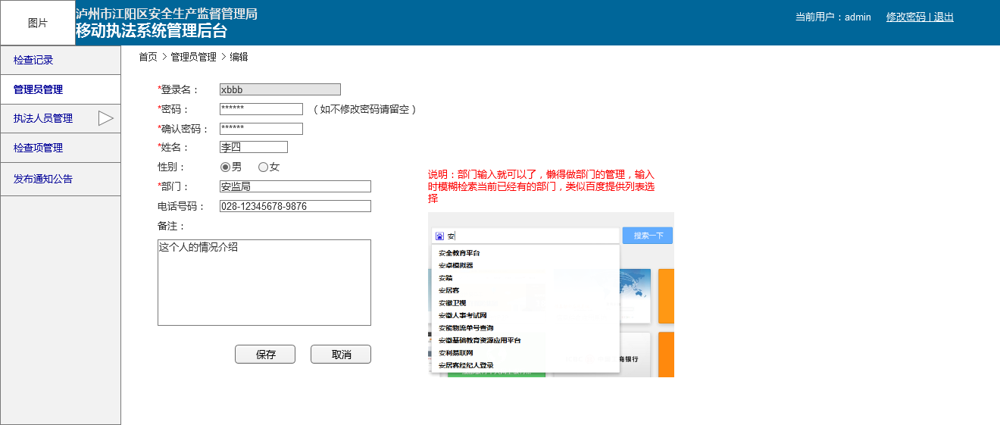 图片
泸州市江阳区安全生产监督管理局
移动执法系统管理后台
当前用户：admin
修改密码 | 退出
检查记录
管理员管理
执法人员管理
检查项管理
发布通知公告
首页 > 管理员管理 > 编辑
*登录名： xbbb
*密码： ****** （如不修改密码请留空）
*确认密码： ******
*姓名： 李四
性别： 男 女
*部门： 安监局
电话号码： 028-12345678-9876
备注：
这个人的情况介绍
保存 取消
说明：部门输入就可以了，懒得做部门的管理，输入
时模糊检索当前已经有的部门，类似百度提供列表选
择
安 搜索一下
安全教育平台
安卓模拟器
安踏
安居客
安徽卫视
安徽人事考试网
安能物流单号查询
安徽基础教育资源应用平台
安利易联网
安居客经纪人登录
商银行